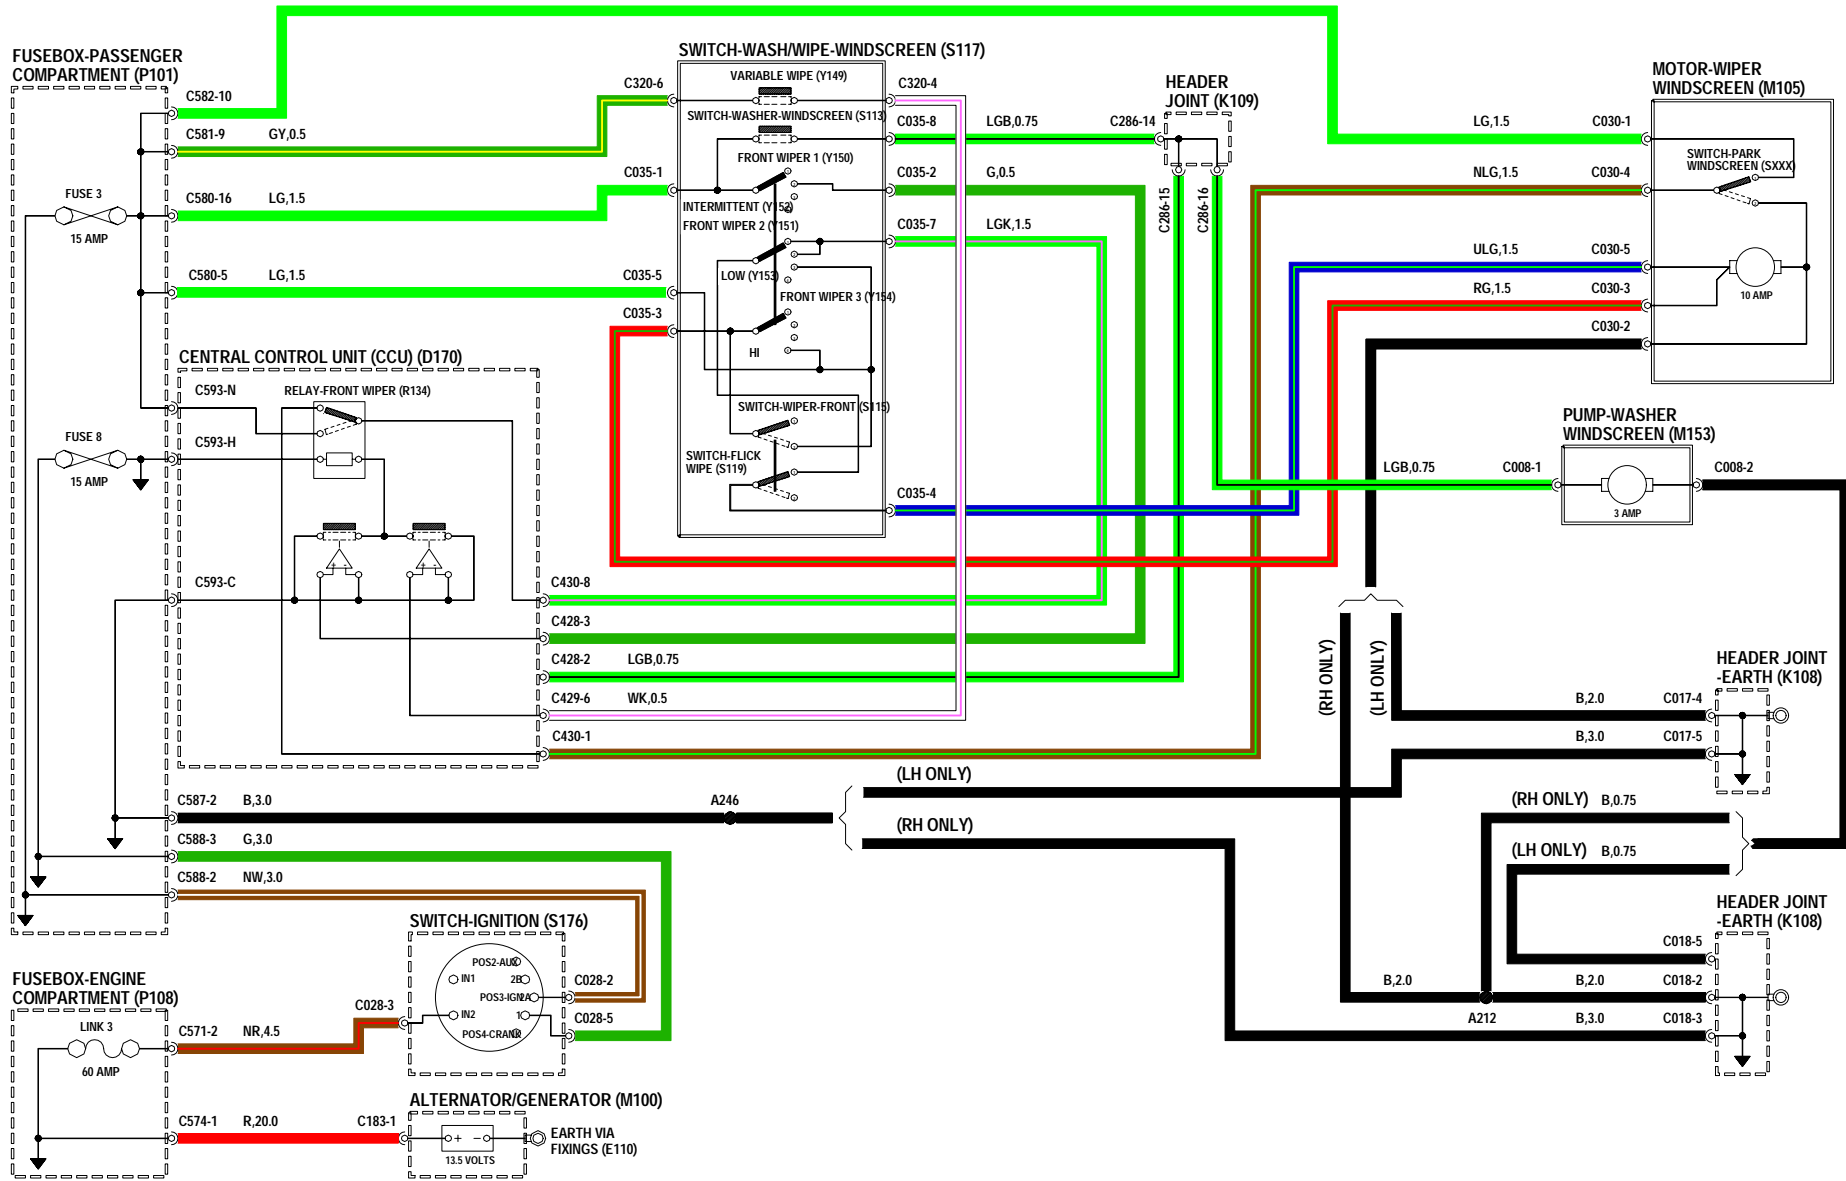 FUSEBOX-PASSENGER
COMPARTMENT (P101)
C582-10
C581-9
GY,0.5
FUSE 3
15 AMP
C580-16
LG,1.5
C580-5
LG,1.5
C593-N
FUSE 8
15 AMP
C593-H
C593-C
CENTRAL CONTROL UNIT (CCU) (D170)
RELAY-FRONT WIPER (R134)
SWITCH-WASH/WIPE-WINDSCREEN (S117)
C320-6
C035-1
C035-5
C035-3
VARIABLE WIPE (Y149)
SWITCH-WASHER-WINDSCREEN (S113)
FRONT WIPER 1 (Y150)
INTERMITTENT (Y152)
FRONT WIPER 2 (Y151)
LOW (Y153)
FRONT WIPER 3 (Y154)
HI
SWITCH-WIPER-FRONT (S115)
SWITCH-FLICK
WIPE (S119)
C320-4
C035-8
LGB,0.75
C286-14
C035-2
G,0.5
C035-7
LGK,1.5
C035-4
HEADER
JOINT (K109)
C286-15
C286-16
MOTOR-WIPER
WINDSCREEN (M105)
LG,1.5
C030-1
SWITCH-PARK
WINDSCREEN (SXXX)
NLG,1.5
C030-4
ULG,1.5
C030-5
RG,1.5
C030-3
10 AMP
C030-2
PUMP-WASHER
WINDSCREEN (M153)
LGB,0.75
C008-1
C008-2
3 AMP
C430-8
C428-3
C428-2
LGB,0.75
C429-6
WK,0.5
C430-1
(RH ONLY)
(LH ONLY)
HEADER JOINT
-EARTH (K108)
B,2.0
C017-4
B,3.0
C017-5
C587-2
B,3.0
A246
(LH ONLY)
(RH ONLY)
(RH ONLY)
B,0.75
(LH ONLY)
B,0.75
C588-3
G,3.0
C588-2
NW,3.0
HEADER JOINT
-EARTH (K108)
C018-5
B,2.0
B,2.0
C018-2
A212
B,3.0
C018-3
SWITCH-IGNITION (S176)
POS2-AUX
IN1
2B
POS3-IGN
2A
IN2
1
POS4-CRANK
C028-2
C028-5
C028-3
FUSEBOX-ENGINE
COMPARTMENT (P108)
LINK 3
60 AMP
C571-2
NR,4.5
C574-1
R,20.0
C183-1
ALTERNATOR/GENERATOR (M100)
+ -
13.5 VOLTS
EARTH VIA
FIXINGS (E110)